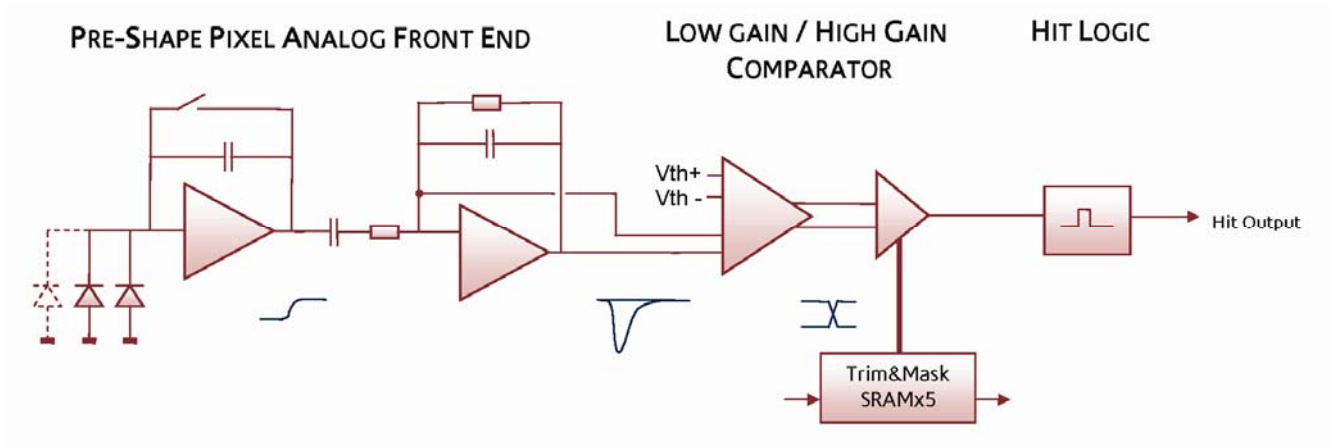 PRE-SHAPE PIXEL ANALOG FRONT END
LOW GAIN / HIGH GAIN
COMPARATOR
HIT LOGIC
Vth+
Vth -
Hit Output
Trim&Mask
SRAMx5